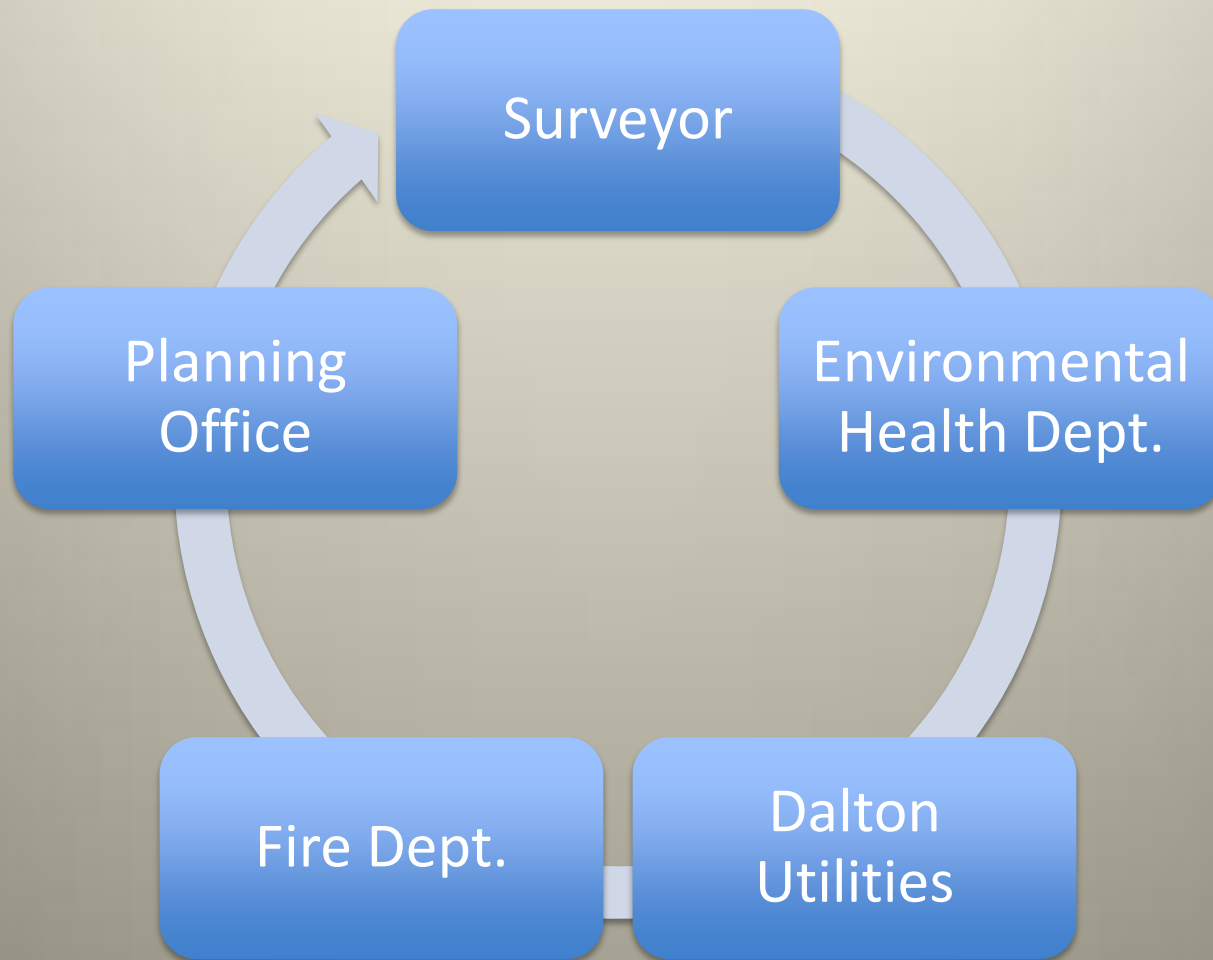 Surveyor
Planning
Office
Environmental
Health Dept.
Fire Dept.
Dalton
Utilities